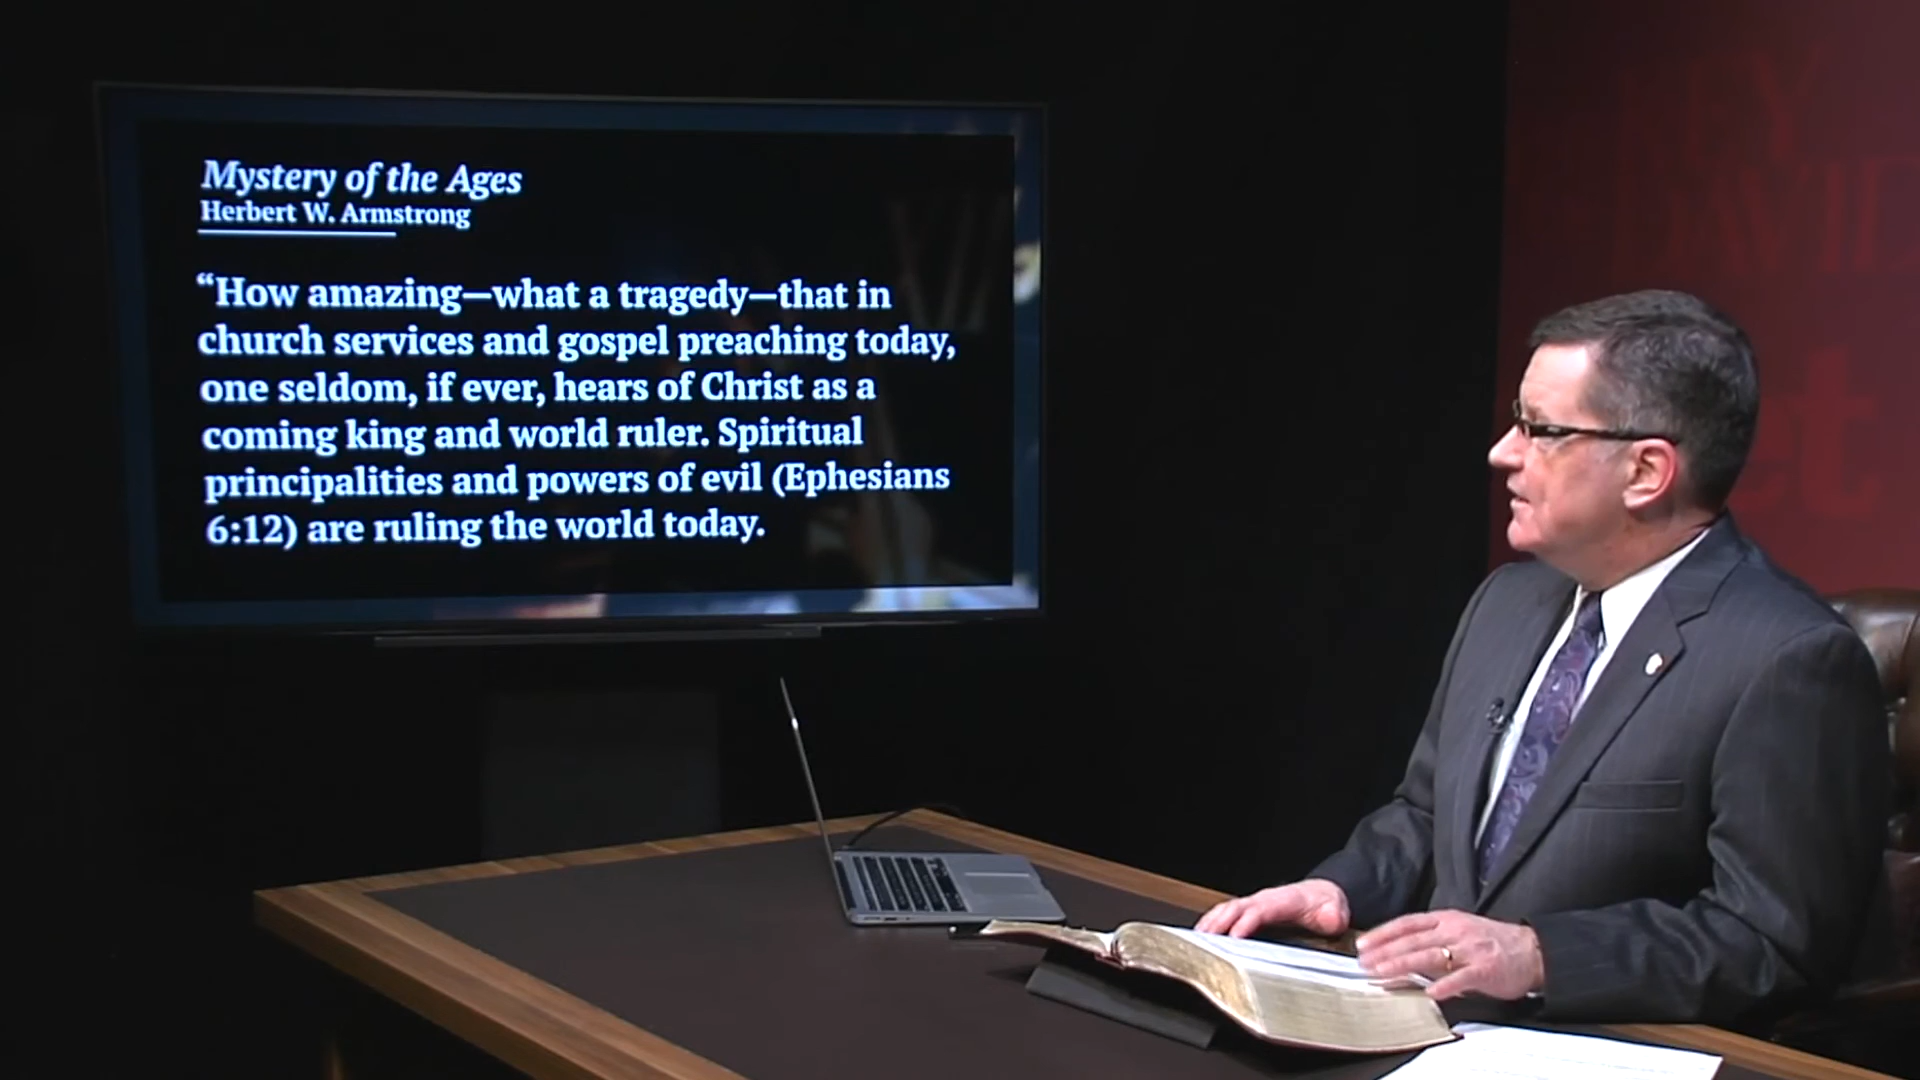 Mystery of the Ages
Herbert W. Armstrong
“How amazing—what a tragedy—that in
church services and gospel preaching today,
one seldom, if ever, hears of Christ as a
coming king and world ruler. Spiritual
principalities and powers of evil (Ephesians
6:12) are ruling the world today.